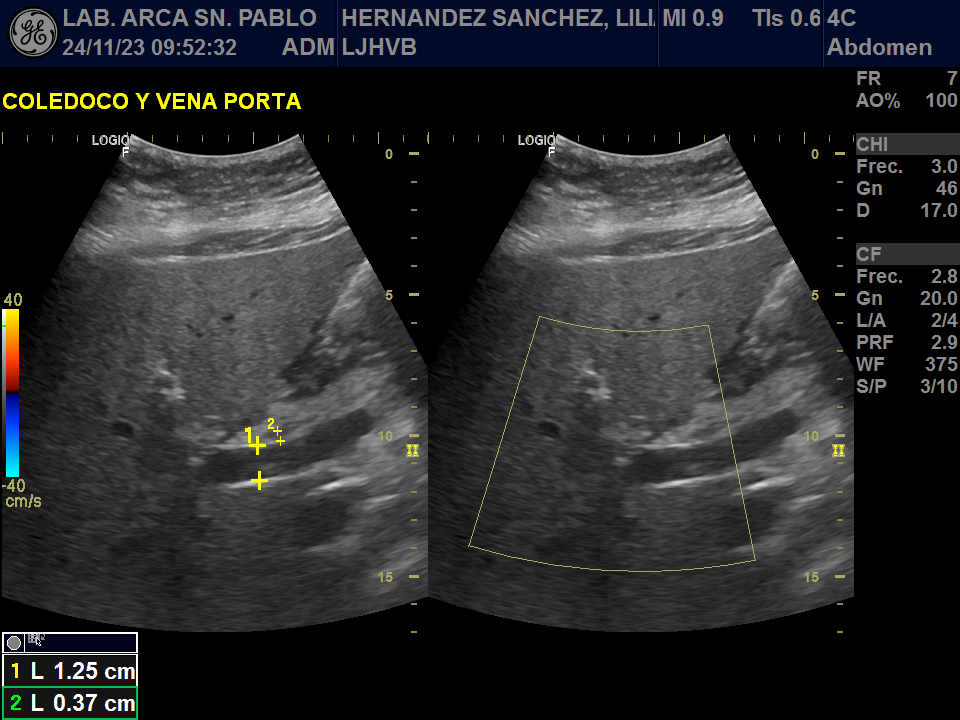 LAB. ARCA SN. PABLO
HERNANDEZ SANCHEZ, LILI
MI 0.9 TIs 0.6
4C
24/11/23 09:52:32 ADM
LJHVB
Abdomen
COLEDOCO Y VENA PORTA
FR 7
AO% 100
CHI
Frec. 3.0
Gn 46
D 17.0
CF
Frec. 2.8
Gn 20.0
L/A 2/4
PRF 2.9
WF 375
S/P 3/10
LOGIQ
F
0
5
10
15
LOGIQ
F
0
5
10
15
40
-40
cm/s
1
2
1 L 1.25 cm
2 L 0.37 cm